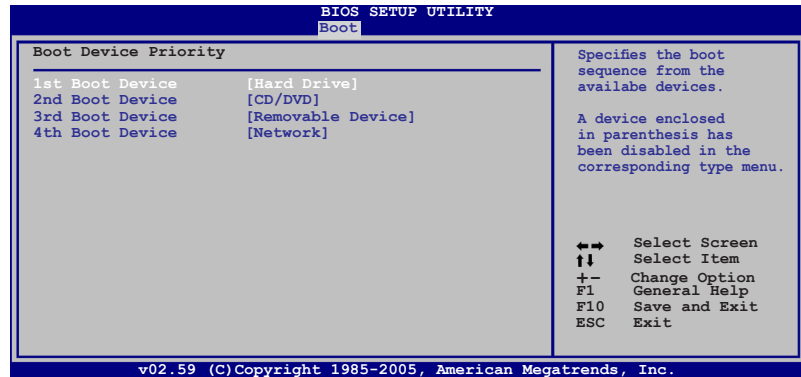 BIOS SETUP UTILITY
Boot
Boot Device Priority
1st Boot Device [Hard Drive]
2nd Boot Device [CD/DVD]
3rd Boot Device [Removable Device]
4th Boot Device [Network]
Specifies the boot
sequence from the
availabe devices.
A device enclosed
in parenthesis has
been disabled in the
corresponding type menu.
←→ Select Screen
↑↓ Select Item
+- Change Option
F1 General Help
F10 Save and Exit
ESC Exit
v02.59 (C)Copyright 1985-2005, American Megatrends, Inc.